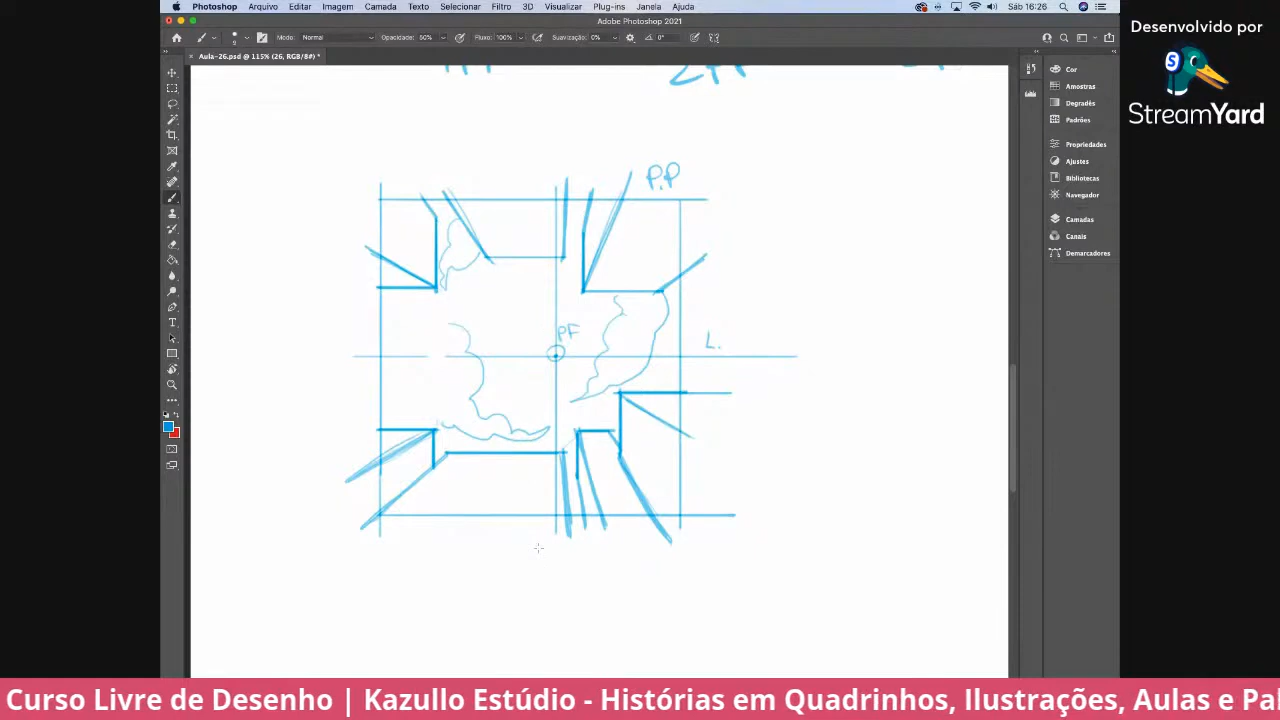 Photoshop Arquivo Editar Imagem Camada Texto Selecionar Filtro 3D Visualizar Plug-ins Janela Ajuda Sáb 16:26
Adobe Photoshop 2021
Modo: Normal Opacidade: 50% Fluxo: 100% Suavização: 0% 0°
Aula-26.psd @ 115% (26, RGB/8#) *
Desenvolvido por
StreamYard
Cor
Amostras
Degradês
Padrões
Propriedades
Ajustes
Bibliotecas
Navegador
Camadas
Canais
Demarcadores
P.P
PF
L.
Curso Livre de Desenho | Kazullo Estúdio - Histórias em Quadrinhos, Ilustrações, Aulas e Pal